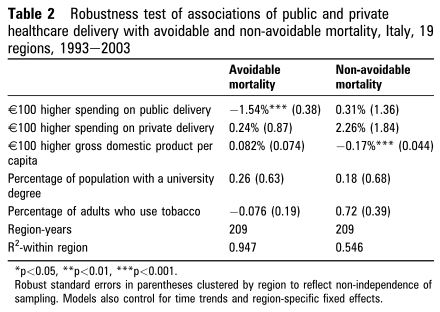 Table 2 Robustness test of associations of public and private
healthcare delivery with avoidable and non-avoidable mortality, Italy, 19
regions, 1993−2003
Avoidable mortality Non-avoidable mortality
€100 higher spending on public delivery −1.54%*** (0.38) 0.31% (1.36)
€100 higher spending on private delivery 0.24% (0.87) 2.26% (1.84)
€100 higher gross domestic product per capita 0.082% (0.074) −0.17%*** (0.044)
Percentage of population with a university degree 0.26 (0.63) 0.18 (0.68)
Percentage of adults who use tobacco −0.076 (0.19) 0.72 (0.39)
Region-years 209 209
R²-within region 0.947 0.546
*p<0.05, **p<0.01, ***p<0.001.
Robust standard errors in parentheses clustered by region to reflect non-independence of
sampling. Models also control for time trends and region-specific fixed effects.